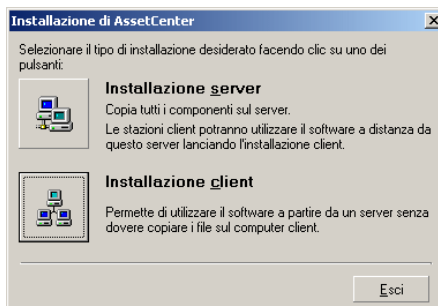 Installazione di AssetCenter
Selezionare il tipo di installazione desiderato facendo clic su uno dei
pulsanti:
Installazione server
Copia tutti i componenti sul server.
Le stazioni client potranno utilizzare il software a distanza da
questo server lanciando l'installazione client.
Installazione client
Permette di utilizzare il software a partire da un server senza
dovere copiare i file sul computer client.
Esci